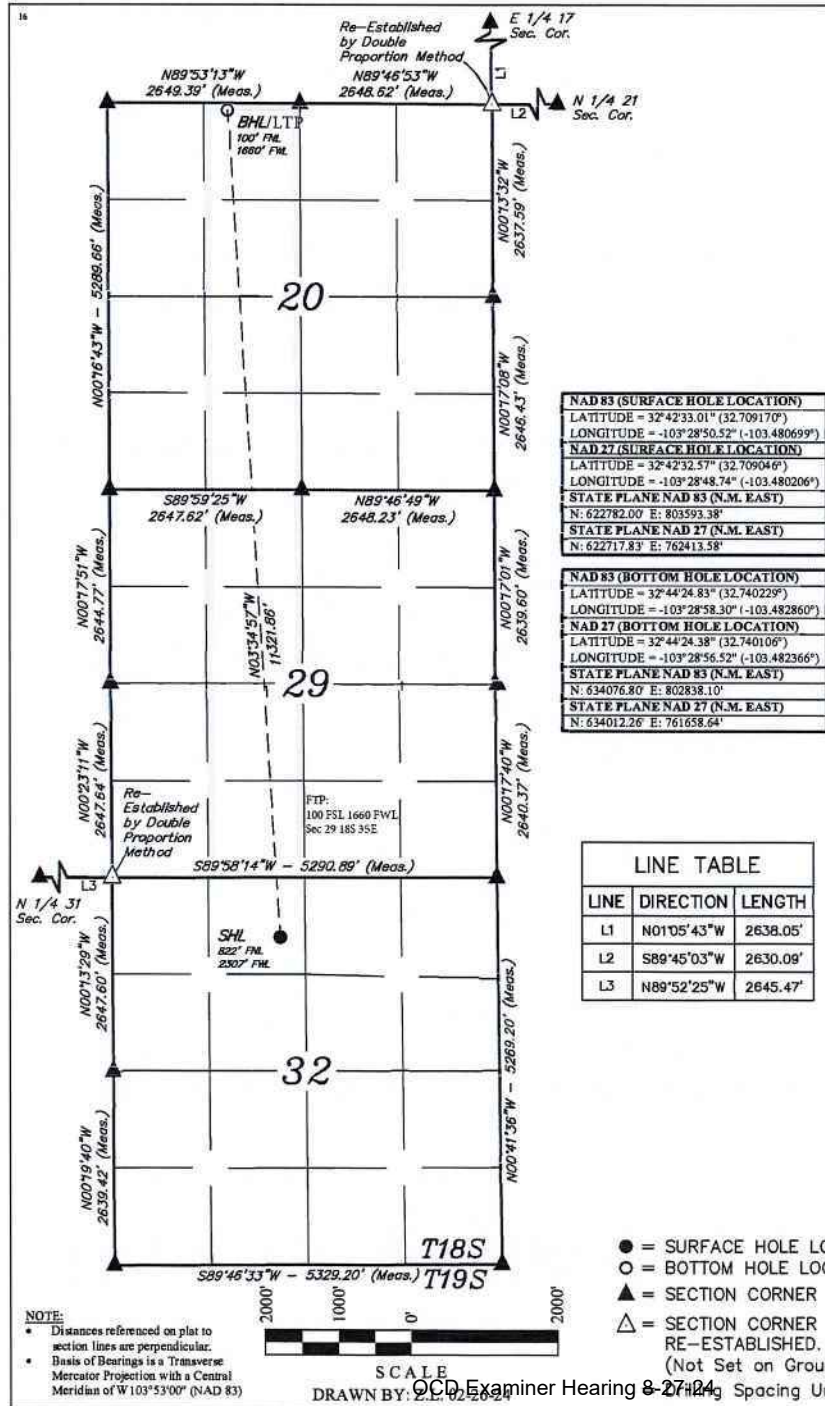 16
Re-Established
by Double
Proportion Method
E 1/4 17
Sec. Cor.
L1
N89°53'13"W
2649.39' (Meas.)
N89°46'53"W
2648.62' (Meas.)
L2
N 1/4 21
Sec. Cor.
BHL/LTP
100' FNL
1660' FWL
N00°13'32"W
2637.59' (Meas.)
N00°16'43"W - 5289.66' (Meas.)
20
N00°17'08"W
2646.43' (Meas.)
S89°59'25"W
2647.62' (Meas.)
N89°46'49"W
2648.23' (Meas.)
NAD 83 (SURFACE HOLE LOCATION)
LATITUDE = 32°42'33.01" (32.709170°)
LONGITUDE = -103°28'50.52" (-103.480699°)
NAD 27 (SURFACE HOLE LOCATION)
LATITUDE = 32°42'32.57" (32.709046°)
LONGITUDE = -103°28'48.74" (-103.480206°)
STATE PLANE NAD 83 (N.M. EAST)
N: 622782.00' E: 803593.38'
STATE PLANE NAD 27 (N.M. EAST)
N: 622717.83' E: 762413.58'
NAD 83 (BOTTOM HOLE LOCATION)
LATITUDE = 32°44'24.83" (32.740229°)
LONGITUDE = -103°28'58.30" (-103.482860°)
NAD 27 (BOTTOM HOLE LOCATION)
LATITUDE = 32°44'24.38" (32.740106°)
LONGITUDE = -103°28'56.52" (-103.482366°)
STATE PLANE NAD 83 (N.M. EAST)
N: 634076.80' E: 802838.10'
STATE PLANE NAD 27 (N.M. EAST)
N: 634012.26' E: 761658.64'
N00°17'51"W
2644.77' (Meas.)
N03°34'57"W
11321.86'
N00°17'01"W
2639.60' (Meas.)
29
N00°23'11"W
2647.64' (Meas.)
Re-
Established
by Double
Proportion
Method
FTP:
100 FSL 1660 FWL
Sec 29 18S 35E
N00°17'40"W
2640.37' (Meas.)
S89°58'14"W - 5290.89' (Meas.)
L3
N 1/4 31
Sec. Cor.
SHL
822' FNL
2307' FWL
N00°13'29"W
2647.60' (Meas.)
N00°41'36"W - 5269.20' (Meas.)
32
N00°19'40"W
2639.42' (Meas.)
LINE TABLE
LINE DIRECTION LENGTH
L1 N01°05'43"W 2638.05'
L2 S89°45'03"W 2630.09'
L3 N89°52'25"W 2645.47'
T18S
S89°46'33"W - 5329.20' (Meas.) T19S
● = SURFACE HOLE LO
○ = BOTTOM HOLE LOC
▲ = SECTION CORNER
△ = SECTION CORNER
RE-ESTABLISHED.
(Not Set on Grou
= Drilling Spacing Un
NOTE:
• Distances referenced on plat to
section lines are perpendicular.
• Basis of Bearings is a Transverse
Mercator Projection with a Central
Meridian of W103°53'00" (NAD 83)
2000' 1000' 0' 2000'
SCALE
DRAWN BY: Z.L. 02-26-24
OCD Examiner Hearing 8-27-24